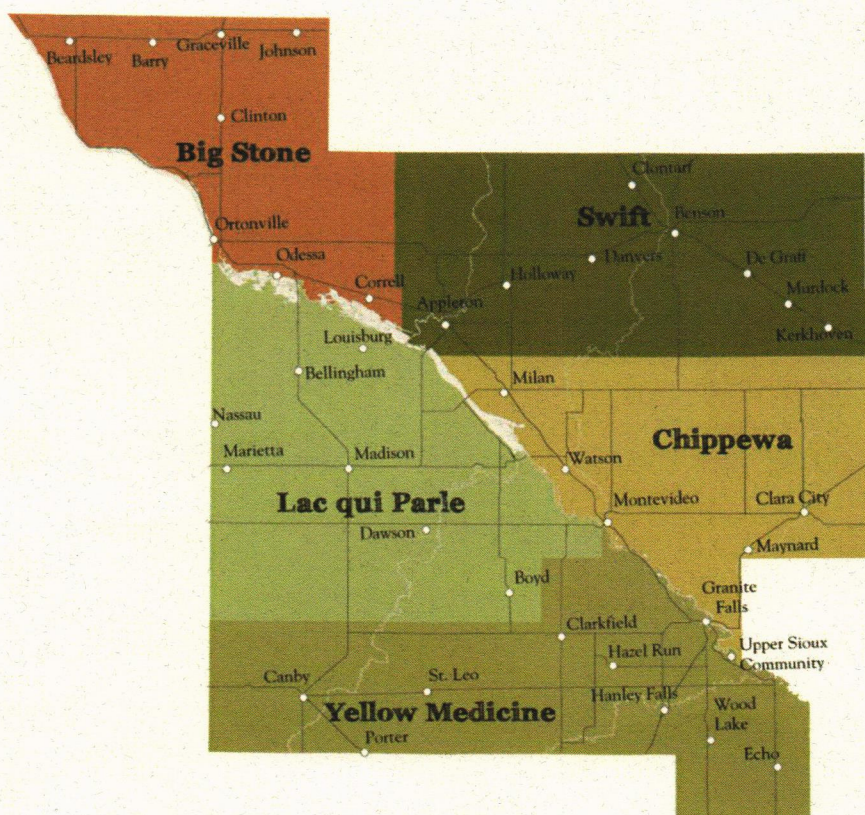 Beardsley
Barry
Graceville
Johnson
Clinton
Big Stone
Clontarf
Swift
Benson
Ortonville
Odessa
Danvers
De Graff
Correll
Holloway
Murdock
Appleton
Kerkhoven
Louisburg
Bellingham
Milan
Nassau
Chippewa
Marietta
Madison
Watson
Lac qui Parle
Montevideo
Clara City
Dawson
Maynard
Boyd
Granite
Falls
Clarkfield
Hazel Run
Upper Sioux
Community
Canby
St. Leo
Hanley Falls
Yellow Medicine
Wood
Lake
Porter
Echo